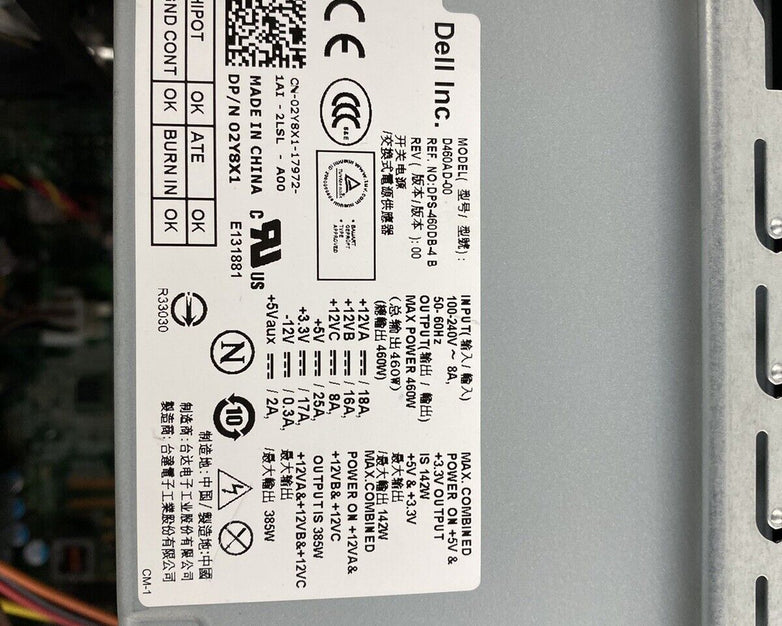 Dell Inc.
MODEL( 型号/ 型號):
D460AD-00
REF. NO:DPS-460DB-4 B
REV( 版本/版本 ): 00
开关电源
/交換式電源供應器
INPUT(输入/ 輸入)
100-240V~ 8A,
50- 60Hz
OUTPUT(输出 / 輸出)
MAX POWER 460W
(总输出460W)
(總輸出460W)
+12VA / 18A,
+12VB / 16A,
+12VC / 8A,
+5V / 25A,
+3.3V / 17A,
-12V / 0.3A,
+5Vaux / 2A,
MAX. COMBINED
POWER ON +5V &
+3.3V OUTPUT
IS 142W
+5V & +3.3V
最大输出
/最大輸出 142W
MAX.COMBINED
POWER ON +12VA&
+12VB& +12VC
OUTPUT IS 385W
+12VA&+12VB&+12VC
最大输出
/最大輸出 385W
CE
CCC
S&E
BAUART
GEPRÜFT
TYPE
APPROVED
CN-02Y8X1-17972-
1AI - 2LSL - A00
MADE IN CHINA
DP/N 02Y8X1
c UR US
E131881
HIPOT OK ATE OK
GND CONT OK BURN IN OK
R33030
N
10
制造地: 中国/ 製造地:中國
制造商: 台达电子工业股份有限公司
製造商: 台達電子工業股份有限公司
CM-1